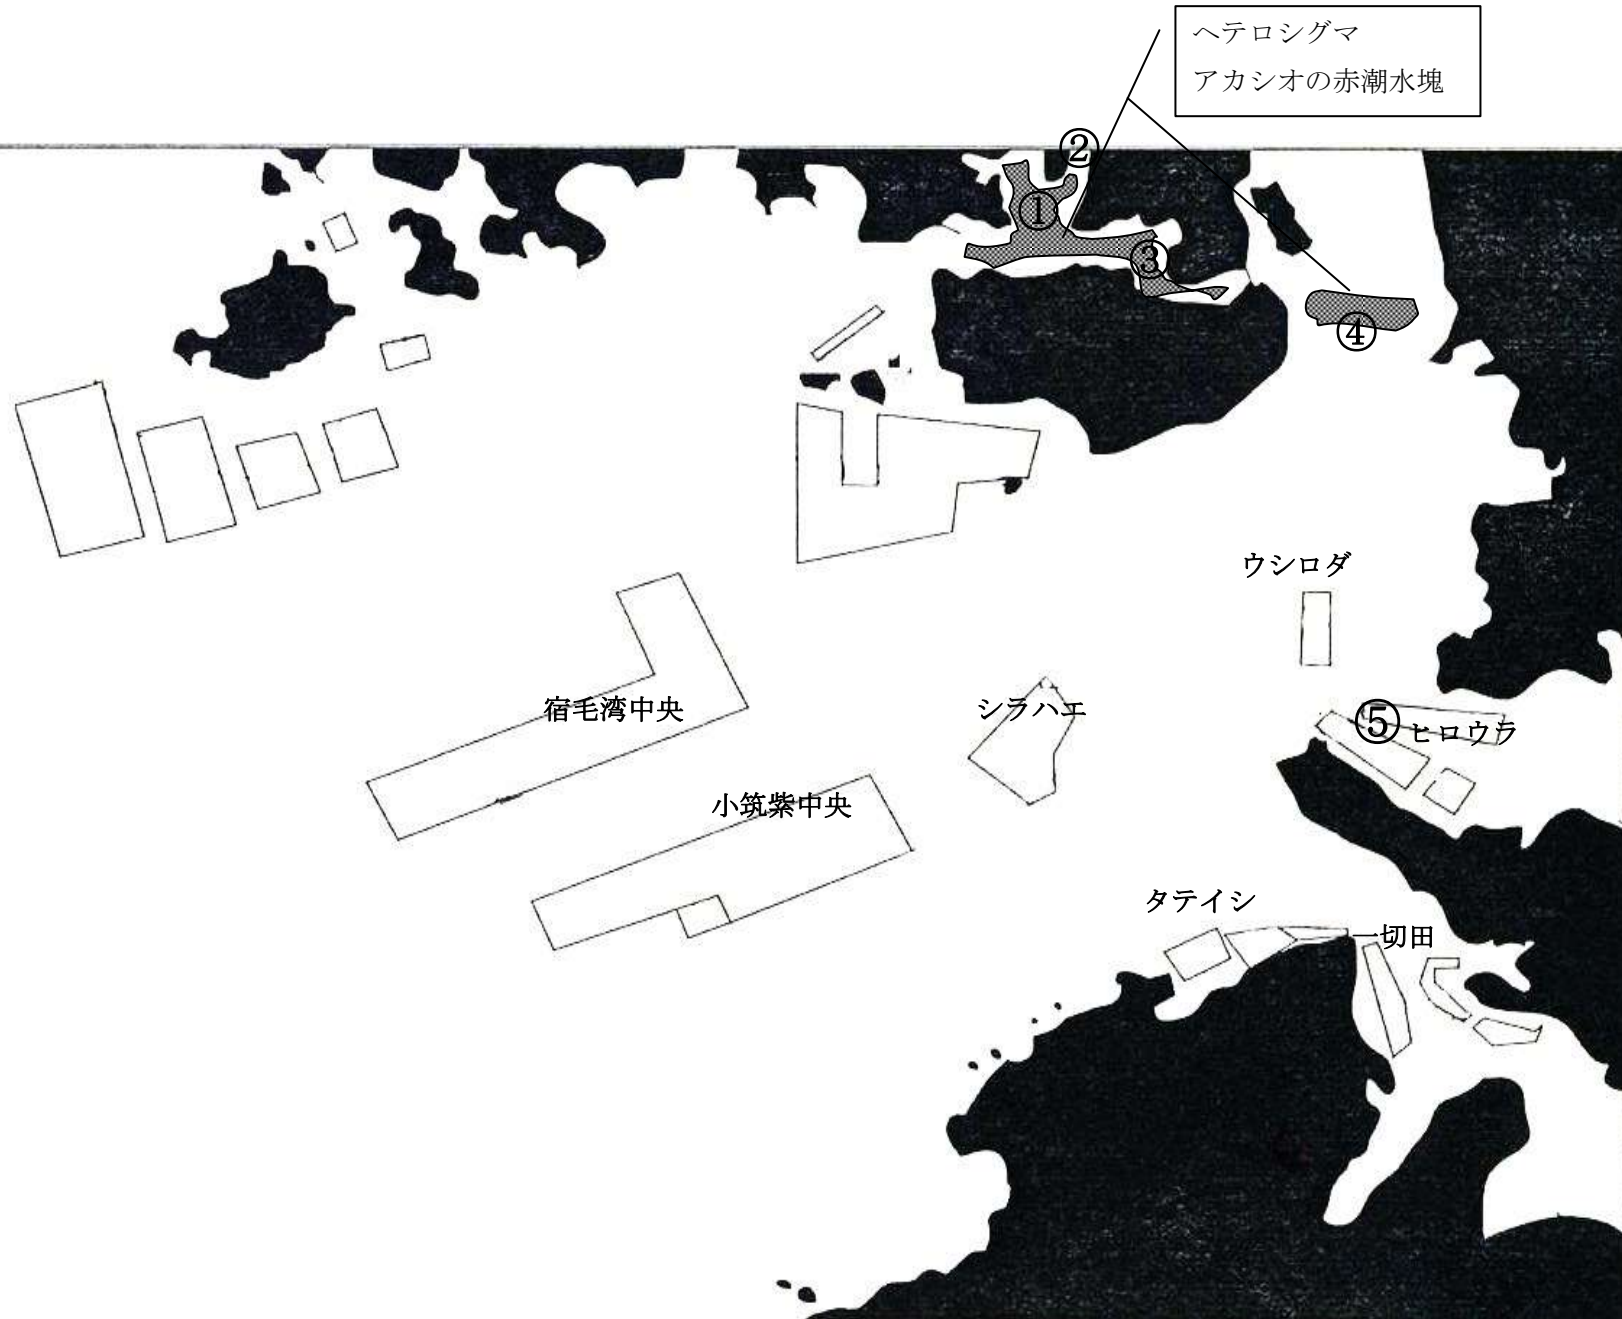 ヘテロシグマ
アカシオの赤潮水塊
②
①
③
④
ウシロダ
宿毛湾中央
シラハエ
⑤
ヒロウラ
小筑紫中央
タテイシ
一切田